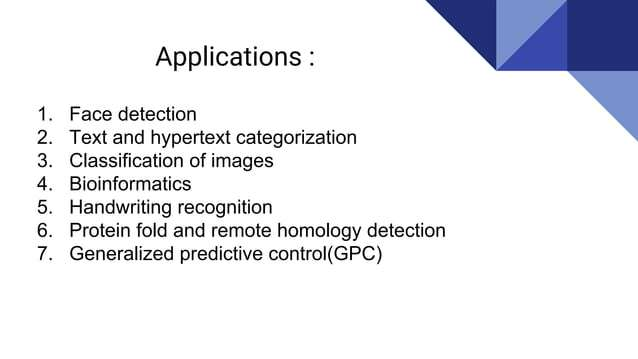 Applications :
1. Face detection
2. Text and hypertext categorization
3. Classification of images
4. Bioinformatics
5. Handwriting recognition
6. Protein fold and remote homology detection
7. Generalized predictive control(GPC)